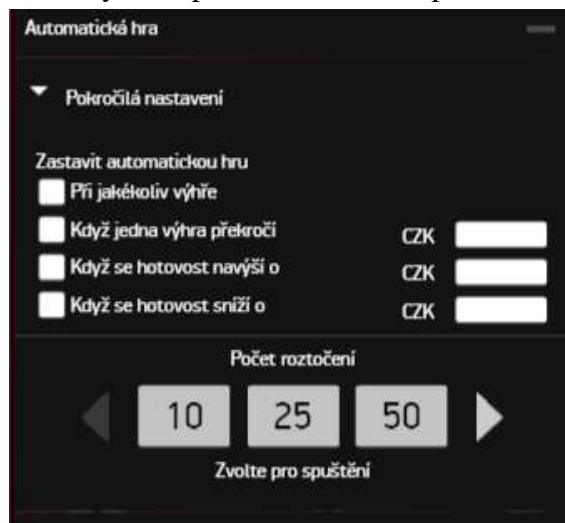 Automatická hra
Pokročilá nastavení
Zastavit automatickou hru
Při jakékoliv výhře
Když jedna výhra překročí CZK
Když se hotovost navýší o CZK
Když se hotovost sníží o CZK
Počet roztočení
10 25 50
Zvolte pro spuštění